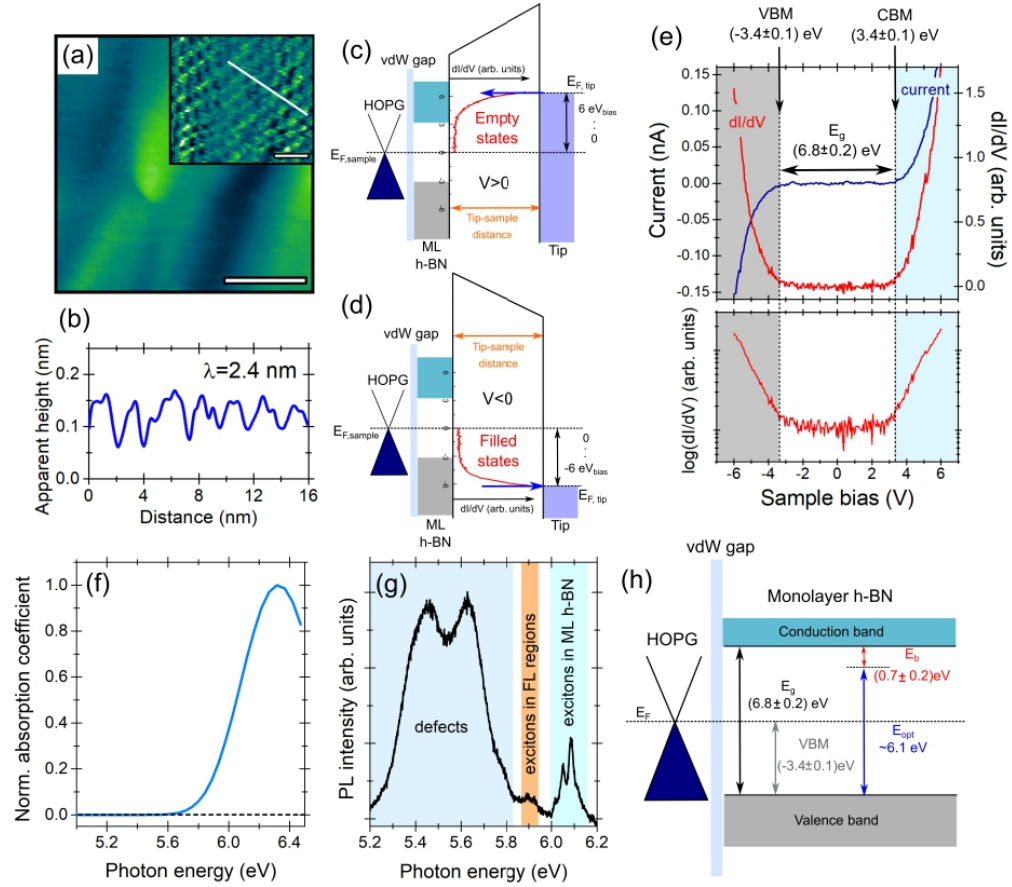 (a)
(b)
λ=2.4 nm
Apparent height (nm)
0.2
0.1
0.0
0 4 8 12 16
Distance (nm)
(c)
vdW gap
HOPG
E_F,sample
dI/dV (arb. units)
6
3
0
-3
-6
Empty
states
V>0
E_F, tip
6 eV_bias
0
Tip-sample
distance
ML
h-BN
Tip
(d)
vdW gap
HOPG
E_F,sample
Tip-sample
distance
V<0
6
3
0
-3
-6
Filled
states
0
-6 eV_bias
E_F, tip
dI/dV (arb. units)
ML
h-BN
Tip
(e)
VBM
(-3.4±0.1) eV
CBM
(3.4±0.1) eV
Current (nA)
0.15
0.10
0.05
0.00
-0.05
-0.10
-0.15
dI/dV
current
E_g
(6.8±0.2) eV
1.5
1.0
0.5
0.0
dI/dV (arb. units)
log(dI/dV) (arb. units)
-6 -4 -2 0 2 4 6
Sample bias (V)
(f)
Norm. absorption coefficient
1.0
0.8
0.6
0.4
0.2
0.0
5.2 5.6 6.0 6.4
Photon energy (eV)
(g)
PL intensity (arb. units)
defects
excitons in FL regions
excitons in ML h-BN
5.2 5.4 5.6 5.8 6.0 6.2
Photon energy (eV)
(h)
vdW gap
Monolayer h-BN
HOPG
Conduction band
E_b
(0.7± 0.2)eV
E_g
(6.8±0.2) eV
E_F
E_opt
~6.1 eV
VBM
(-3.4±0.1)eV
Valence band